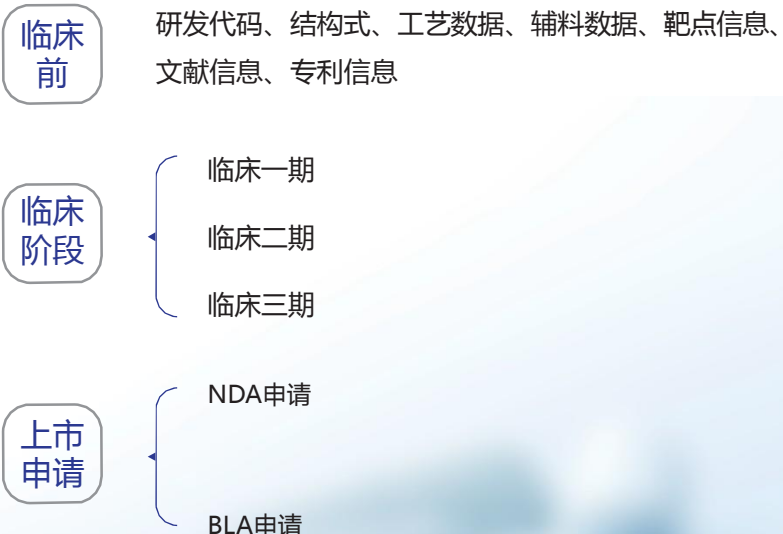 临床
前
研发代码、结构式、工艺数据、辅料数据、靶点信息、
文献信息、专利信息
临床
阶段
临床一期
临床二期
临床三期
上市
申请
NDA申请
BLA申请